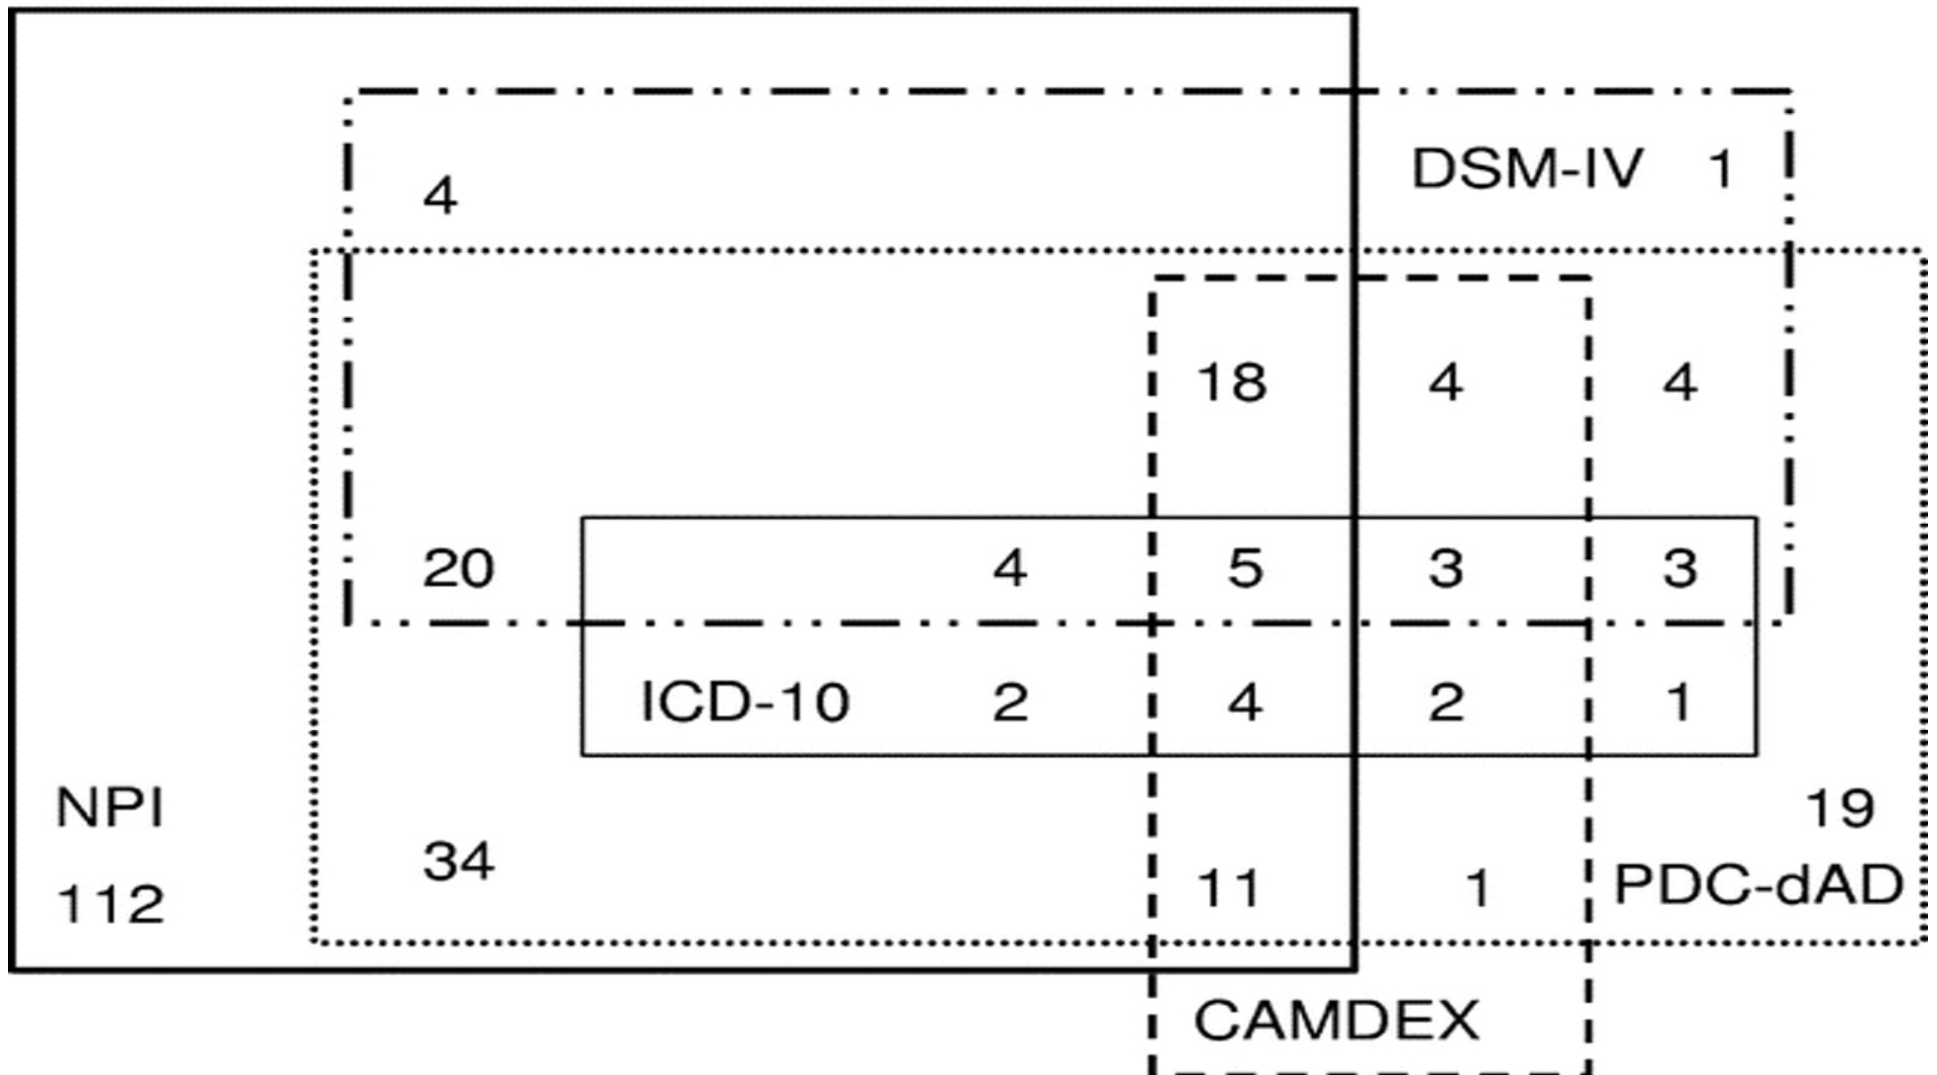 DSM-IV 1
4
18 4 4
20 4 5 3 3
ICD-10 2 4 2 1
NPI 19
34
112 11 1 PDC-dAD
CAMDEX